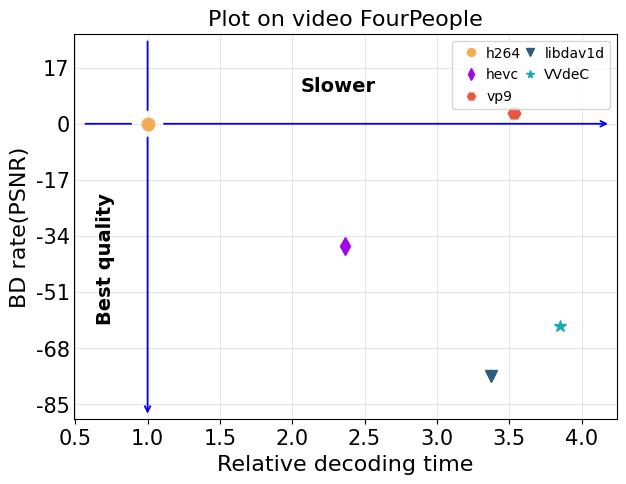 Plot on video FourPeople
h264
libdav1d
hevc
VVdeC
vp9
Slower
Best quality
BD rate(PSNR)
17
0
-17
-34
-51
-68
-85
0.5 1.0 1.5 2.0 2.5 3.0 3.5 4.0
Relative decoding time